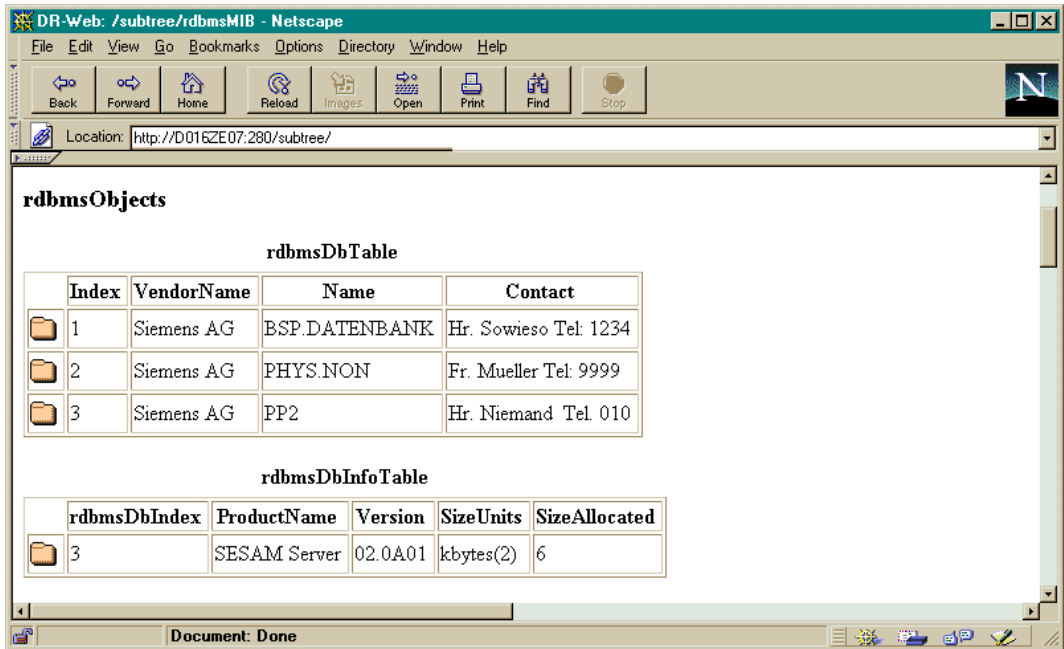 DR-Web: /subtree/rdbmsMIB - Netscape
File Edit View Go Bookmarks Options Directory Window Help
Back Forward Home Reload Images Open Print Find Stop
N
Location: http://D016ZE07:280/subtree/
rdbmsObjects
rdbmsDbTable
Index VendorName Name Contact
1 Siemens AG BSP.DATENBANK Hr. Sowieso Tel: 1234
2 Siemens AG PHYS.NON Fr. Mueller Tel: 9999
3 Siemens AG PP2 Hr. Niemand Tel. 010
rdbmsDbInfoTable
rdbmsDbIndex ProductName Version SizeUnits SizeAllocated
3 SESAM Server 02.0A01 kbytes(2) 6
Document: Done